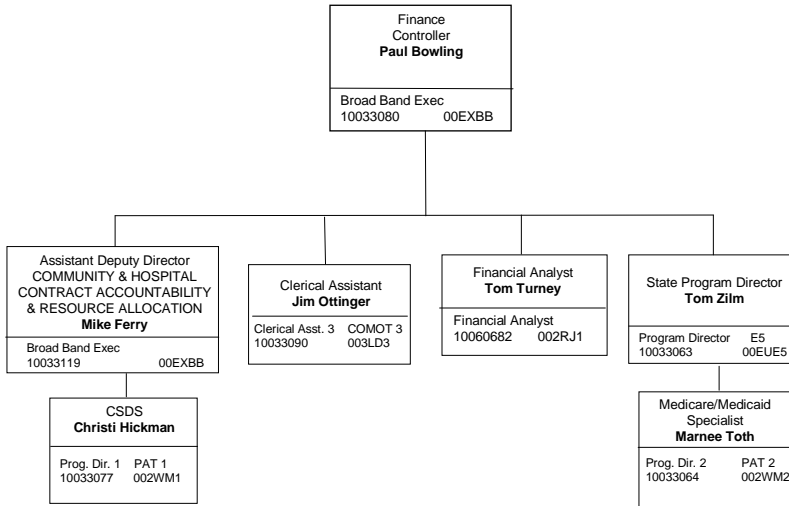 Finance
Controller
Paul Bowling
Broad Band Exec
10033080 00EXBB
Assistant Deputy Director
COMMUNITY & HOSPITAL
CONTRACT ACCOUNTABILITY
& RESOURCE ALLOCATION
Mike Ferry
Broad Band Exec
10033119 00EXBB
Clerical Assistant
Jim Ottinger
Clerical Asst. 3 COMOT 3
10033090 003LD3
Financial Analyst
Tom Turney
Financial Analyst
10060682 002RJ1
State Program Director
Tom Zilm
Program Director E5
10033063 00EUE5
CSDS
Christi Hickman
Prog. Dir. 1 PAT 1
10033077 002WM1
Medicare/Medicaid
Specialist
Marnee Toth
Prog. Dir. 2 PAT 2
10033064 002WM2